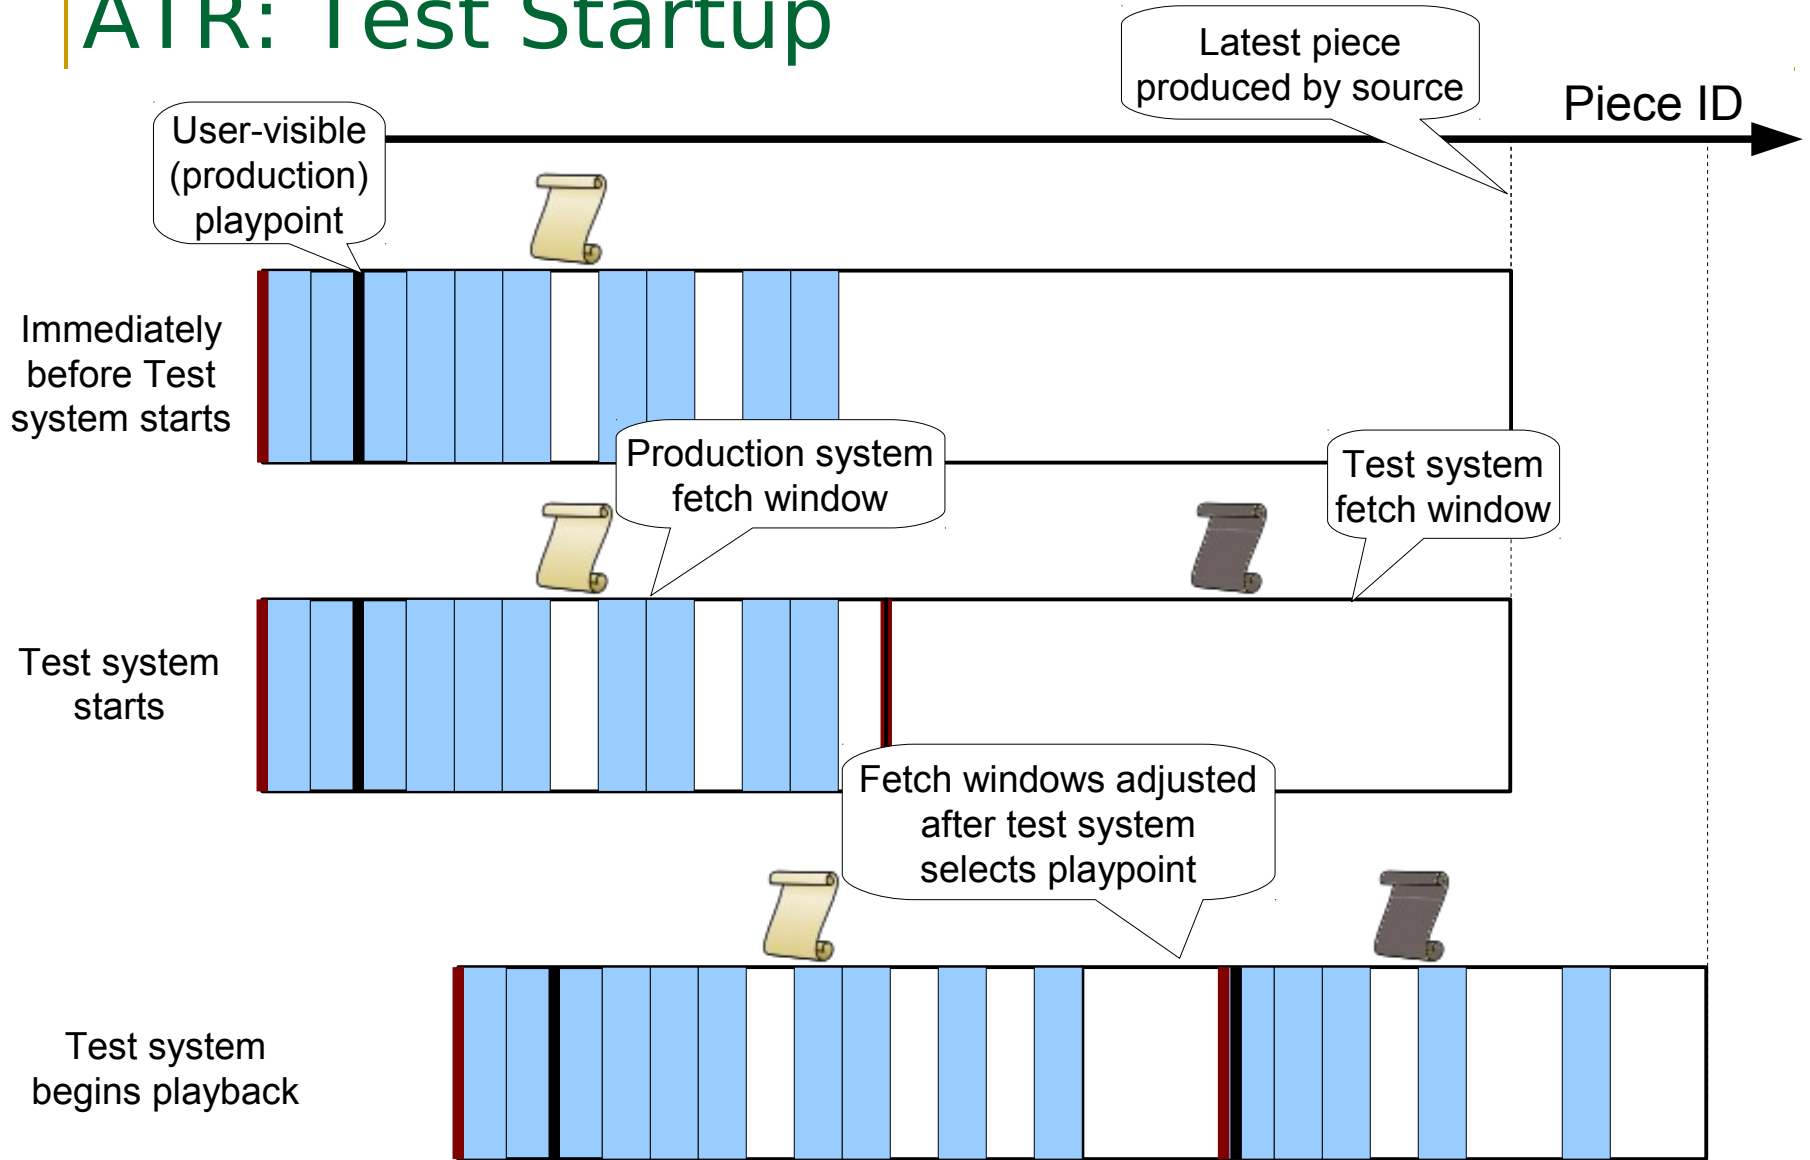 ATR: Test Startup
Latest piece
produced by source
Piece ID
User-visible
(production)
playpoint
Immediately
before Test
system starts
Production system
fetch window
Test system
fetch window
Test system
starts
Fetch windows adjusted
after test system
selects playpoint
Test system
begins playback